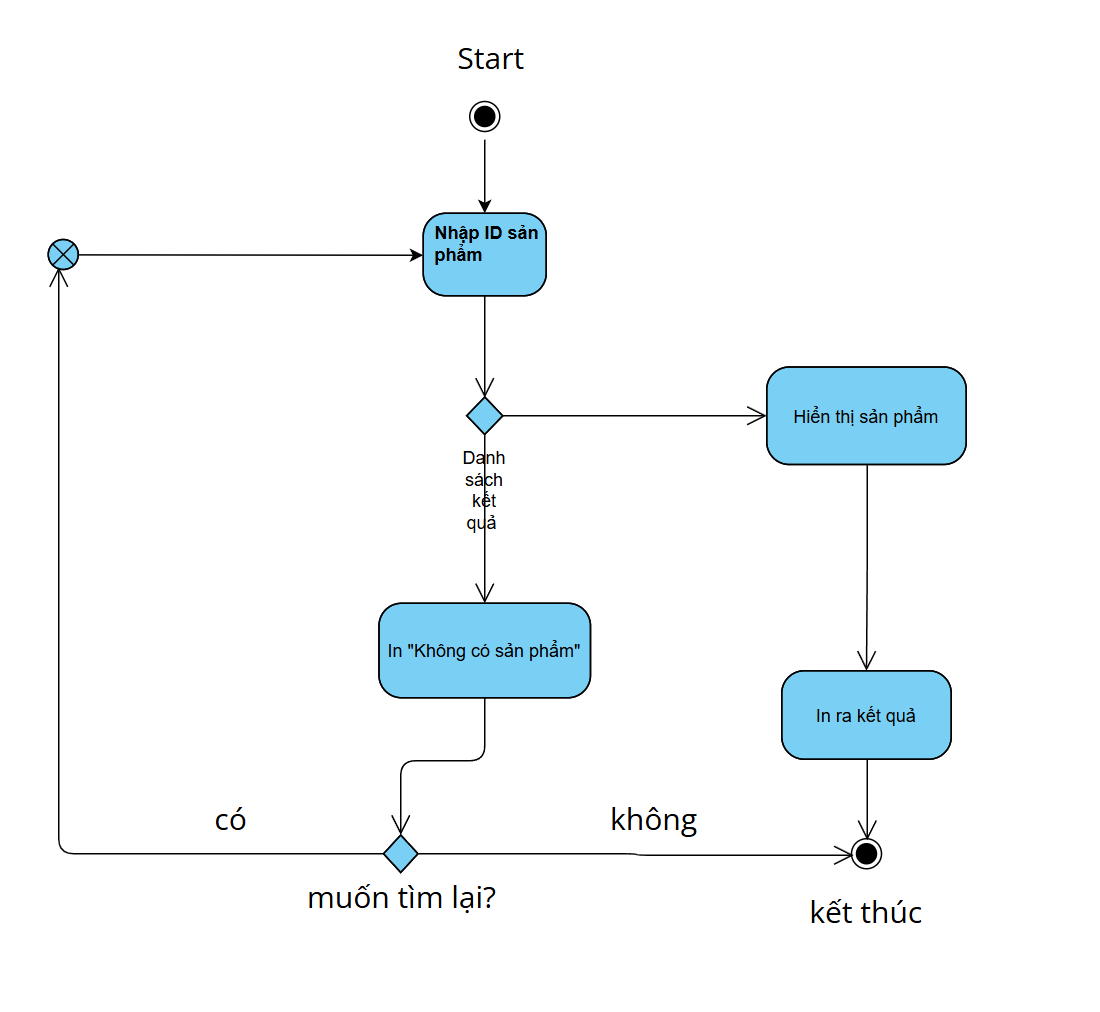 Start
Nhập ID sản
phẩm
Hiển thị sản phẩm
Danh
sách
kết
quả
In "Không có sản phẩm"
In ra kết quả
có
không
muốn tìm lại?
kết thúc